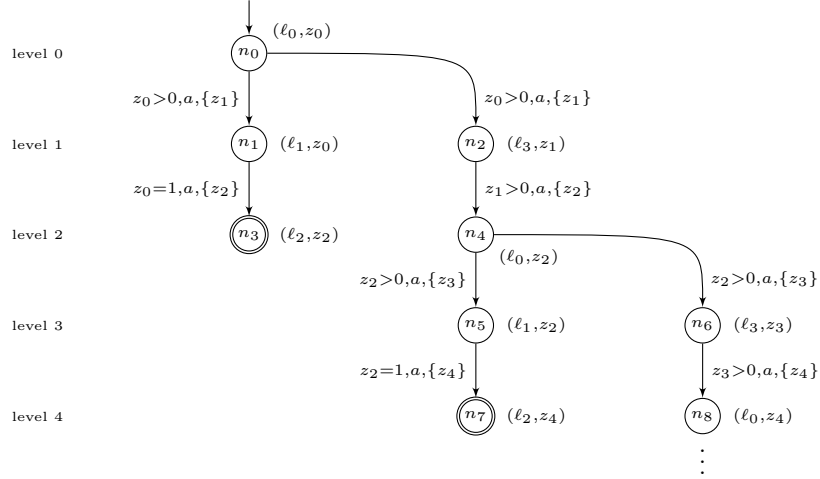 (ℓ₀,z₀)
level 0 n₀
z₀>0,a,{z₁} z₀>0,a,{z₁}
level 1 n₁ (ℓ₁,z₀) n₂ (ℓ₃,z₁)
z₀=1,a,{z₂} z₁>0,a,{z₂}
level 2 n₃ (ℓ₂,z₂) n₄
(ℓ₀,z₂)
z₂>0,a,{z₃} z₂>0,a,{z₃}
level 3 n₅ (ℓ₁,z₂) n₆ (ℓ₃,z₃)
z₂=1,a,{z₄} z₃>0,a,{z₄}
level 4 n₇ (ℓ₂,z₄) n₈ (ℓ₀,z₄)
⋮